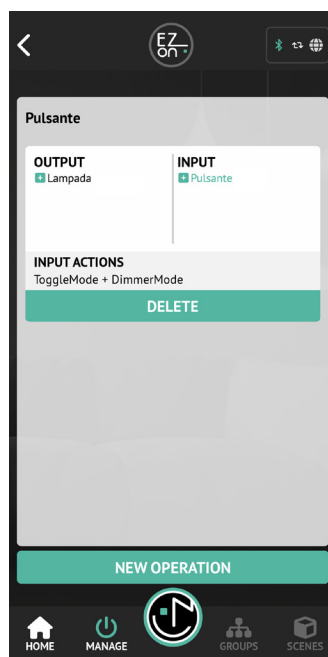 EZ
on
Pulsante
OUTPUT
Lampada
INPUT
Pulsante
INPUT ACTIONS
ToggleMode + DimmerMode
DELETE
NEW OPERATION
HOME
MANAGE
GROUPS
SCENES